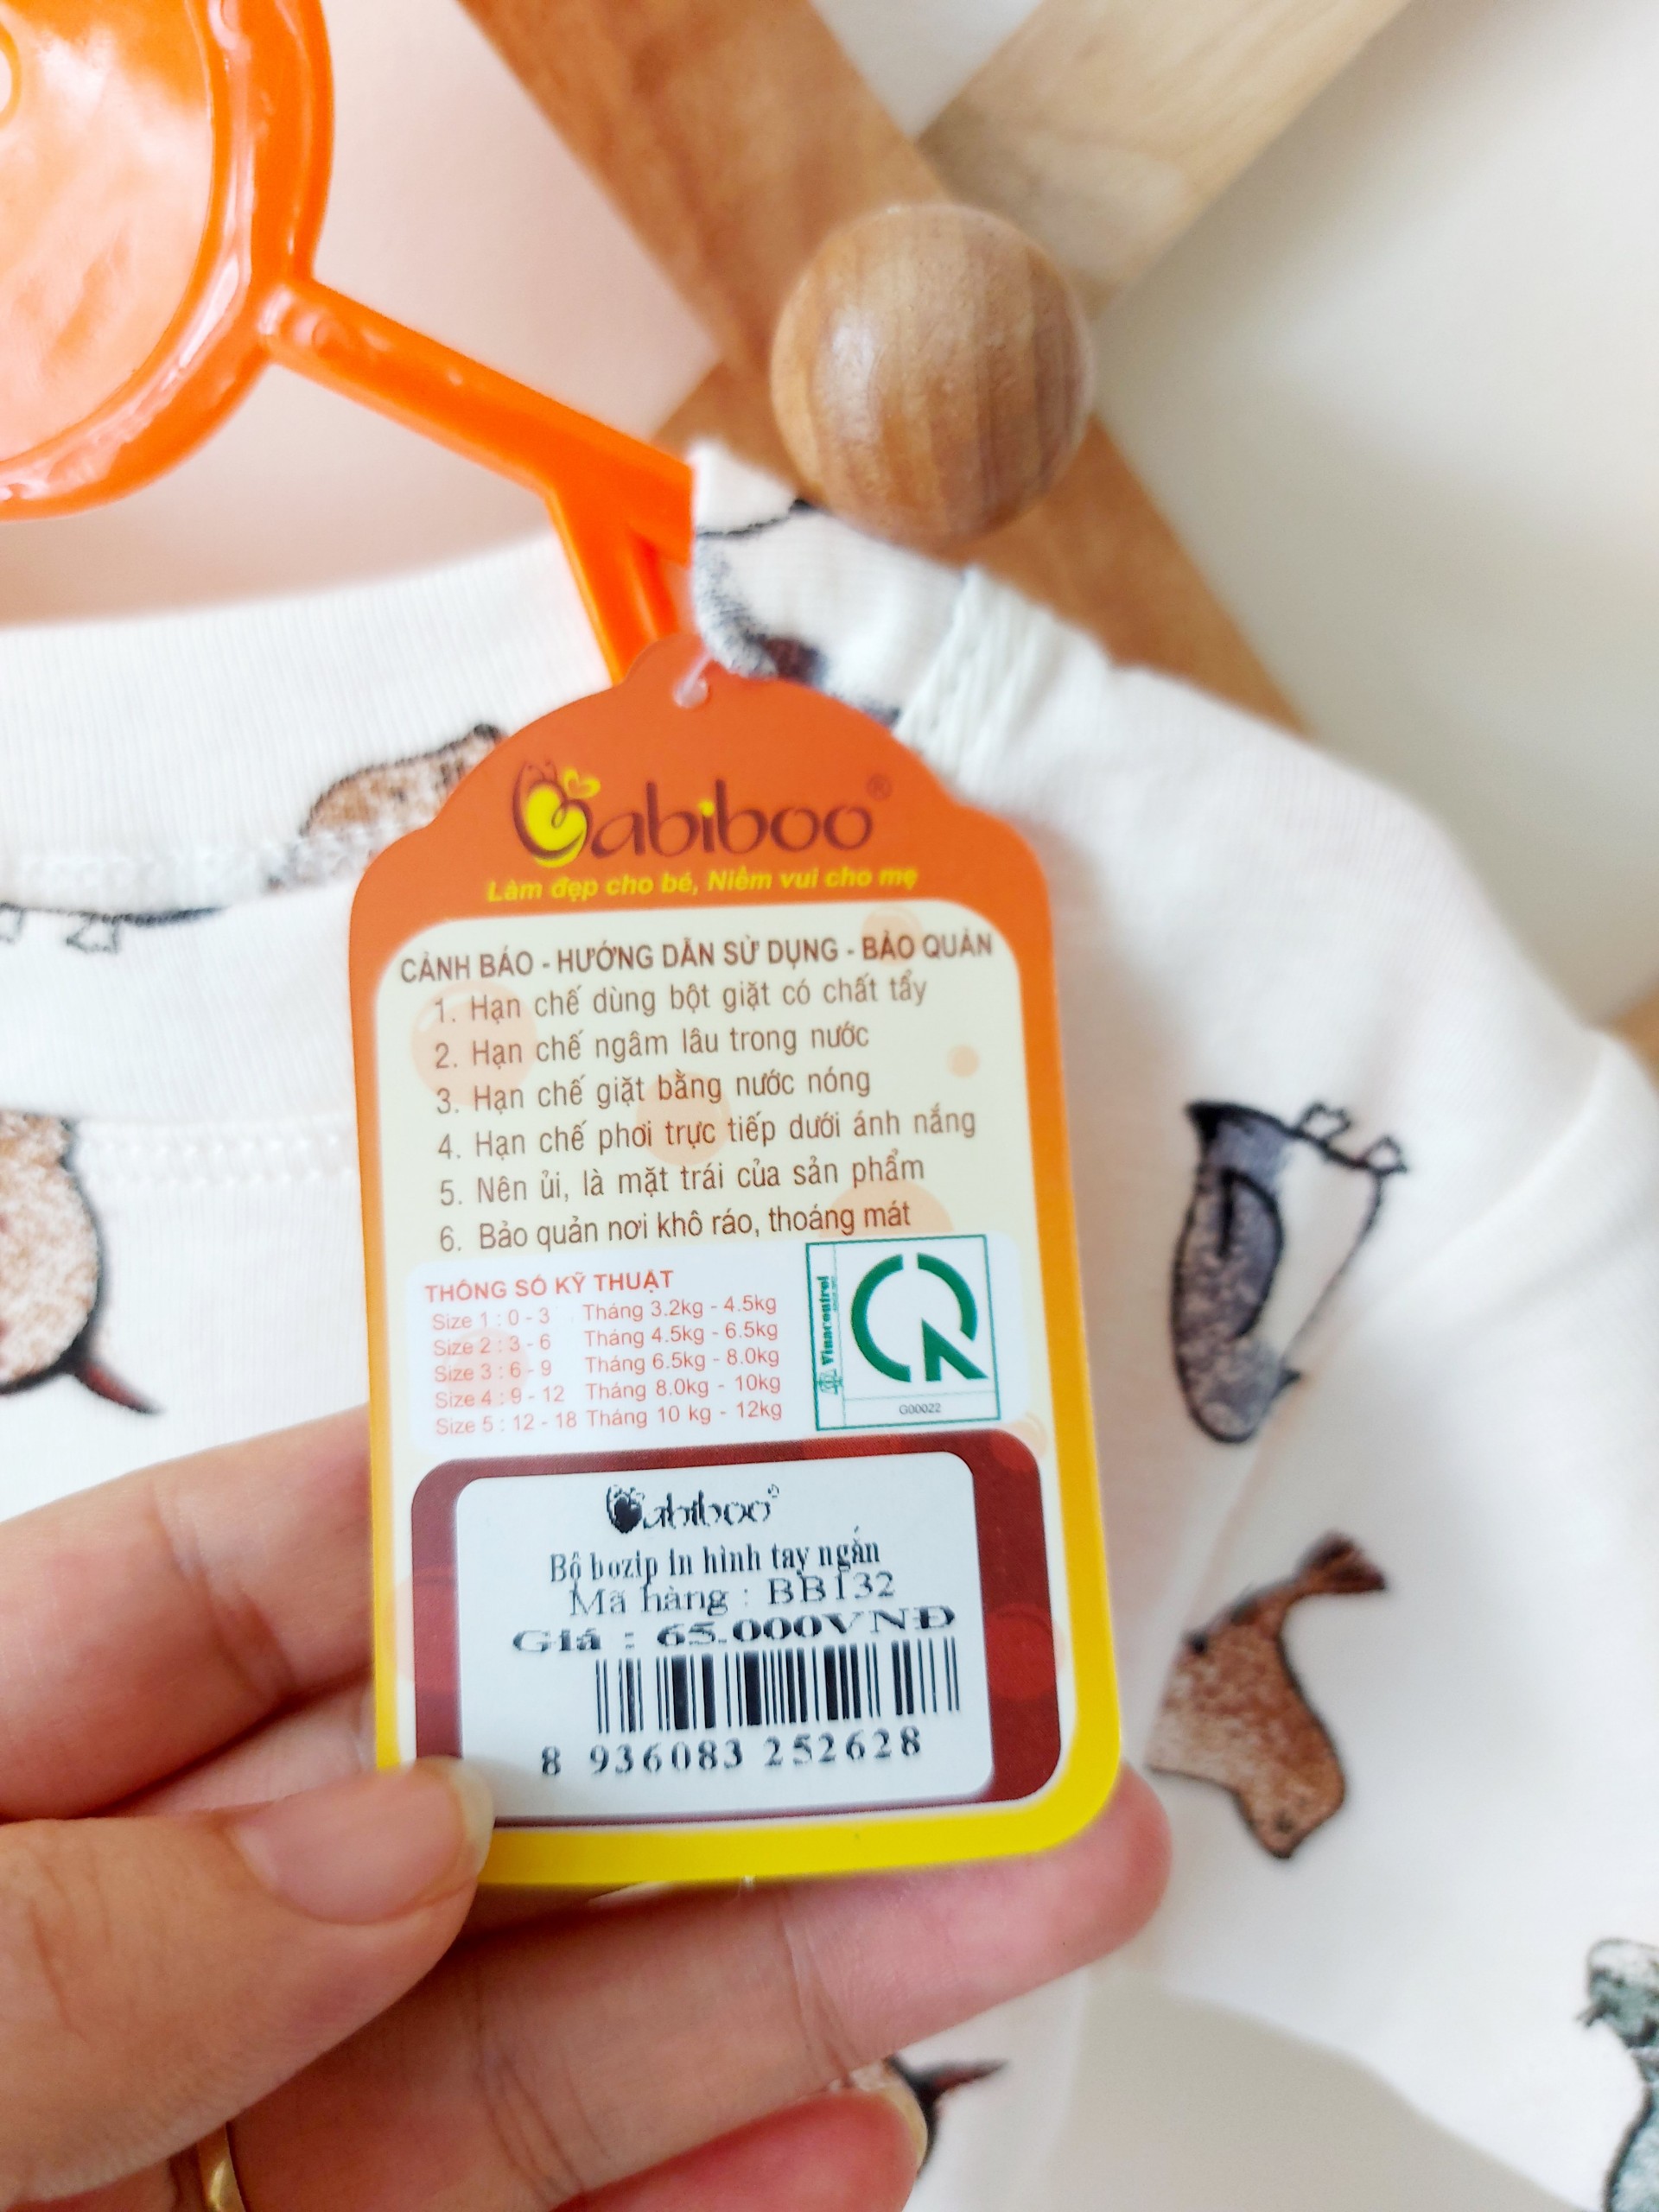 Babiboo®
Làm đẹp cho bé, Niềm vui cho mẹ
CẢNH BÁO - HƯỚNG DẪN SỬ DỤNG - BẢO QUẢN
1. Hạn chế dùng bột giặt có chất tẩy
2. Hạn chế ngâm lâu trong nước
3. Hạn chế giặt bằng nước nóng
4. Hạn chế phơi trực tiếp dưới ánh nắng
5. Nên ủi, là mặt trái của sản phẩm
6. Bảo quản nơi khô ráo, thoáng mát
THÔNG SỐ KỸ THUẬT
Size 1 : 0 - 3 Tháng 3.2kg - 4.5kg
Size 2 : 3 - 6 Tháng 4.5kg - 6.5kg
Size 3 : 6 - 9 Tháng 6.5kg - 8.0kg
Size 4 : 9 - 12 Tháng 8.0kg - 10kg
Size 5 : 12 - 18 Tháng 10 kg - 12kg
Vinacontrol
G00022
Babiboo®
Bộ bozip in hình tay ngắn
Mã hàng : BB132
Giá : 65.000VNĐ
8 936083 252628